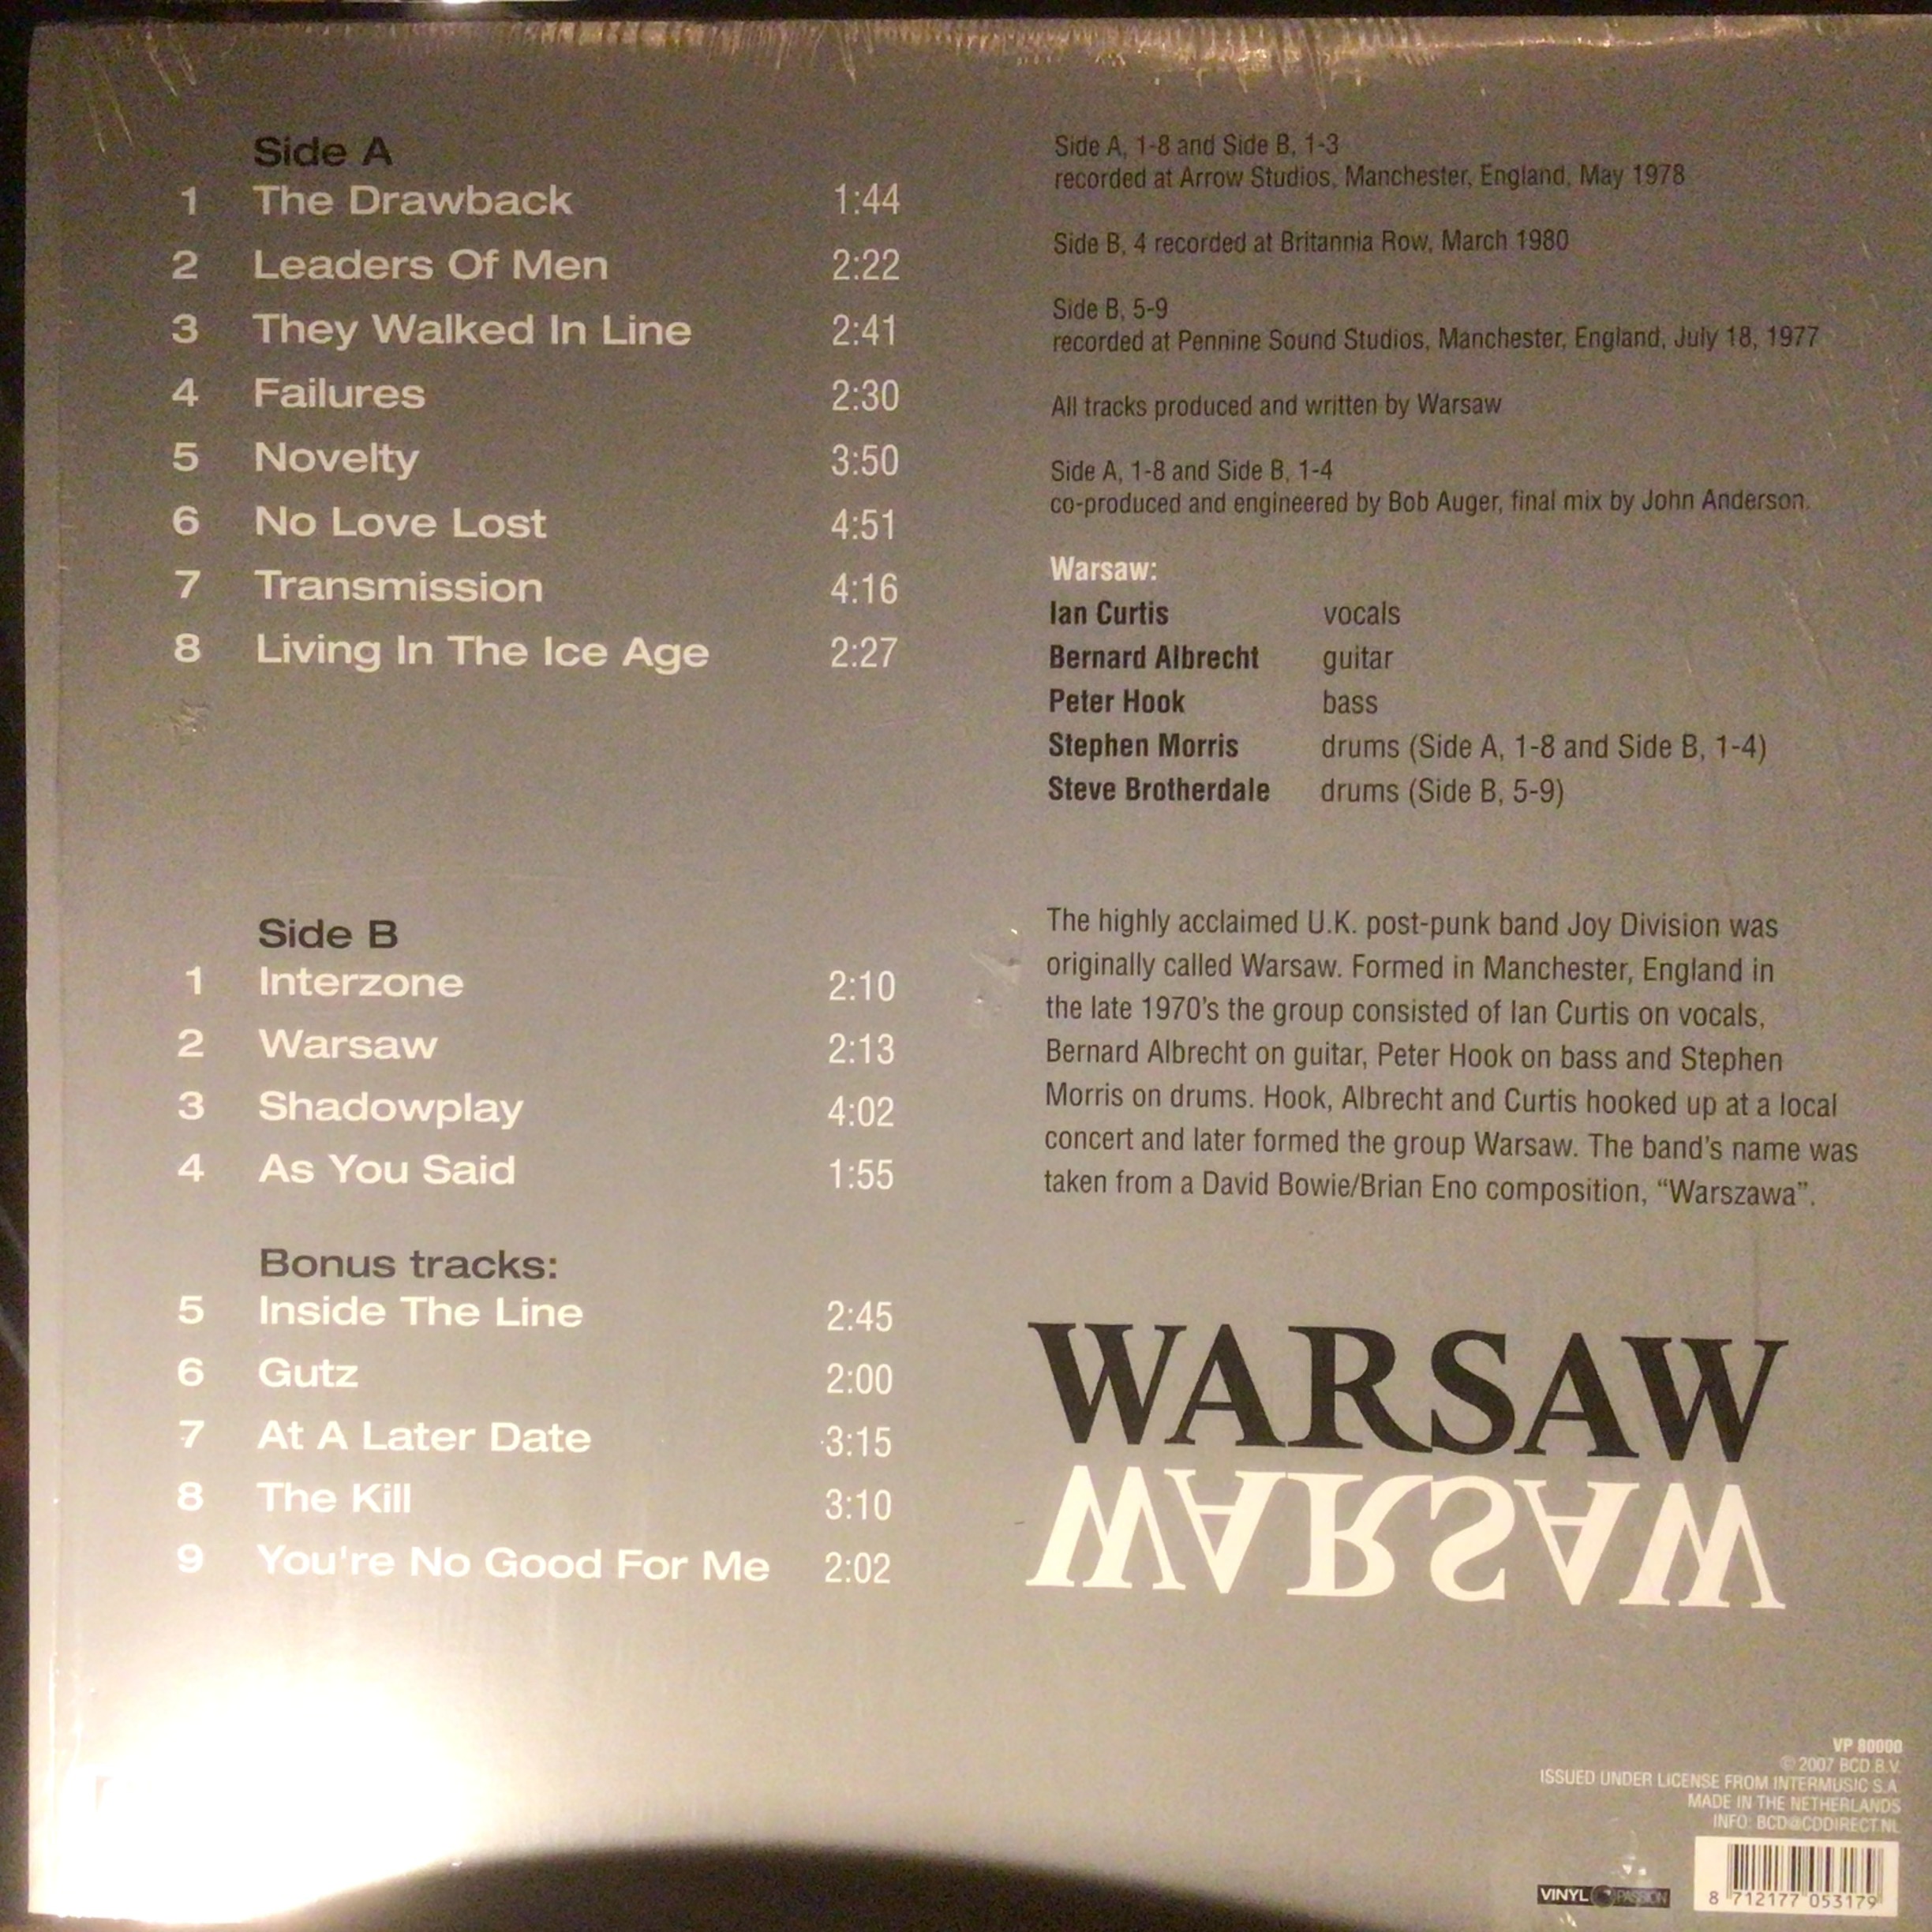 Side A
1 The Drawback 1:44
2 Leaders Of Men 2:22
3 They Walked In Line 2:41
4 Failures 2:30
5 Novelty 3:50
6 No Love Lost 4:51
7 Transmission 4:16
8 Living In The Ice Age 2:27
Side B
1 Interzone 2:10
2 Warsaw 2:13
3 Shadowplay 4:02
4 As You Said 1:55
Bonus tracks:
5 Inside The Line 2:45
6 Gutz 2:00
7 At A Later Date 3:15
8 The Kill 3:10
9 You're No Good For Me 2:02
Side A, 1-8 and Side B, 1-3
recorded at Arrow Studios, Manchester, England, May 1978
Side B, 4 recorded at Britannia Row, March 1980
Side B, 5-9
recorded at Pennine Sound Studios, Manchester, England, July 18, 1977
All tracks produced and written by Warsaw
Side A, 1-8 and Side B, 1-4
co-produced and engineered by Bob Auger, final mix by John Anderson.
Warsaw:
Ian Curtis vocals
Bernard Albrecht guitar
Peter Hook bass
Stephen Morris drums (Side A, 1-8 and Side B, 1-4)
Steve Brotherdale drums (Side B, 5-9)
The highly acclaimed U.K. post-punk band Joy Division was
originally called Warsaw. Formed in Manchester, England in
the late 1970's the group consisted of Ian Curtis on vocals,
Bernard Albrecht on guitar, Peter Hook on bass and Stephen
Morris on drums. Hook, Albrecht and Curtis hooked up at a local
concert and later formed the group Warsaw. The band's name was
taken from a David Bowie/Brian Eno composition, “Warszawa”.
WARSAW
WARSAW
VP 80000
© 2007 BCD B.V.
ISSUED UNDER LICENSE FROM INTERMUSIC S.A.
MADE IN THE NETHERLANDS
INFO: BCD@CDDIRECT.NL
VINYL PASSION
8 712177 053179